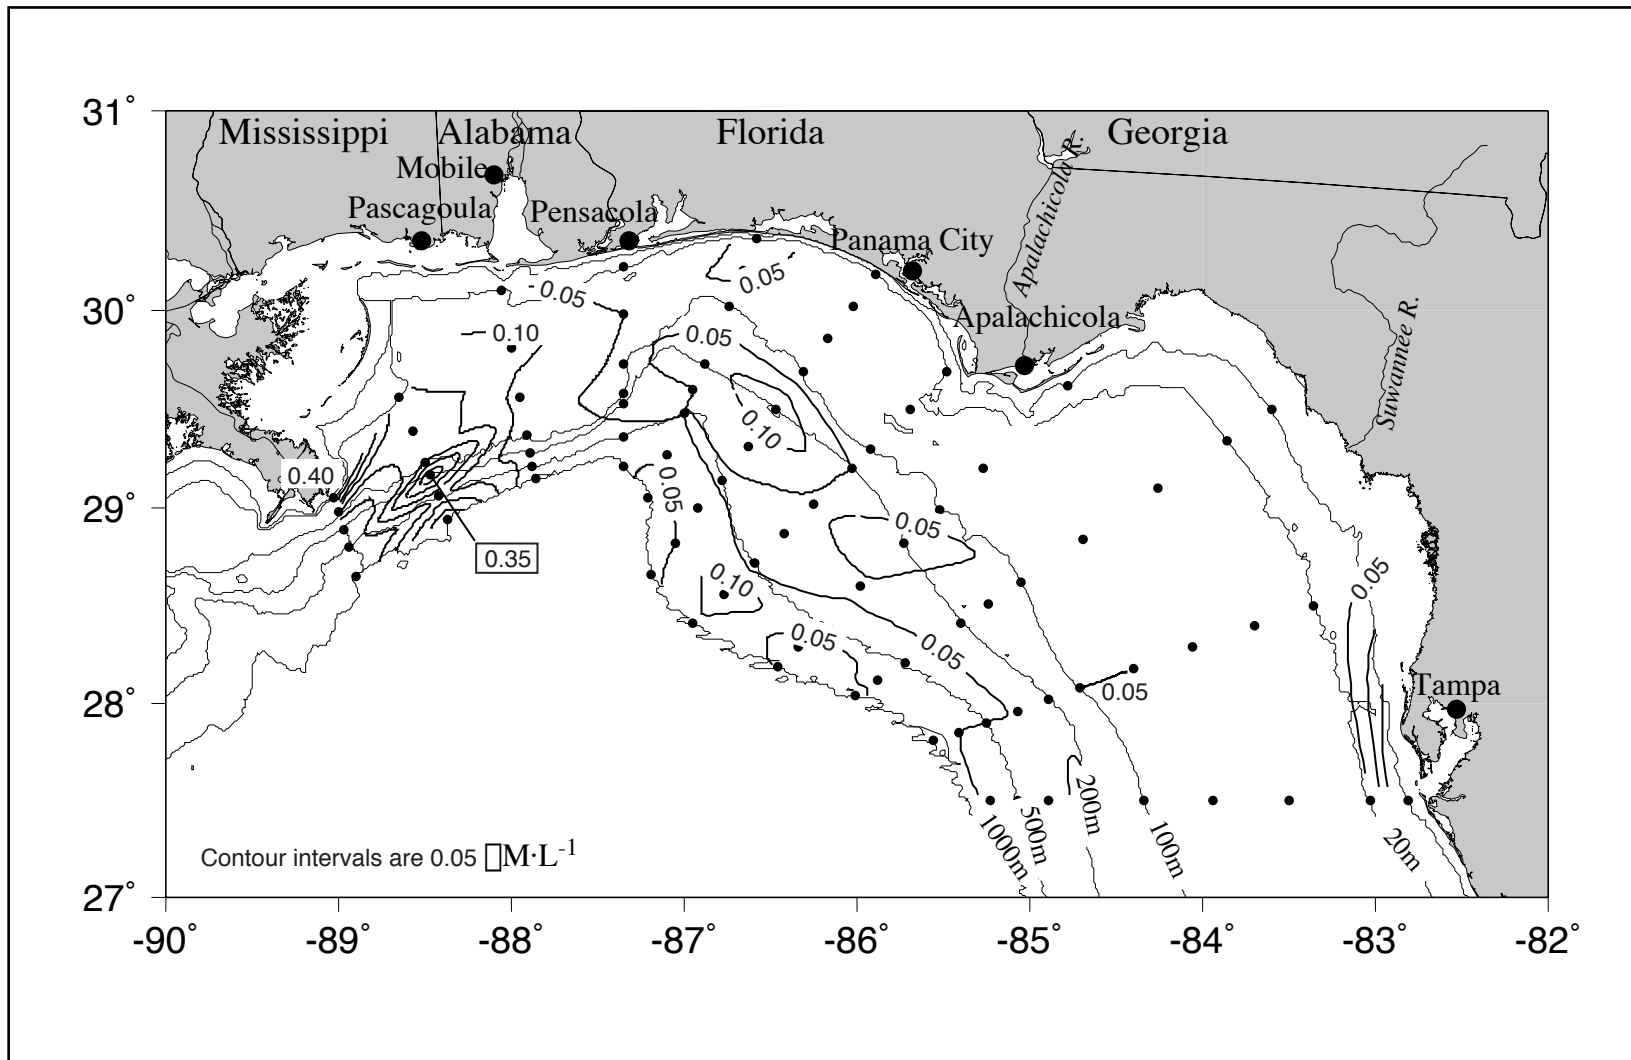 31°
Mississippi Alabama Florida Georgia
Mobile
Pascagoula Pensacola
Panama City
Apalachicola R.
Suwannee R.
30°
-0.05
0.05
0.10
0.05
Apalachicola
0.10
0.40
29°
0.05
0.05
0.35
0.10
0.05
0.05
0.05
0.05
28°
Tampa
1000m
500m
200m
100m
20m
Contour intervals are 0.05 □M·L-1
27°
-90° -89° -88° -87° -86° -85° -84° -83° -82°